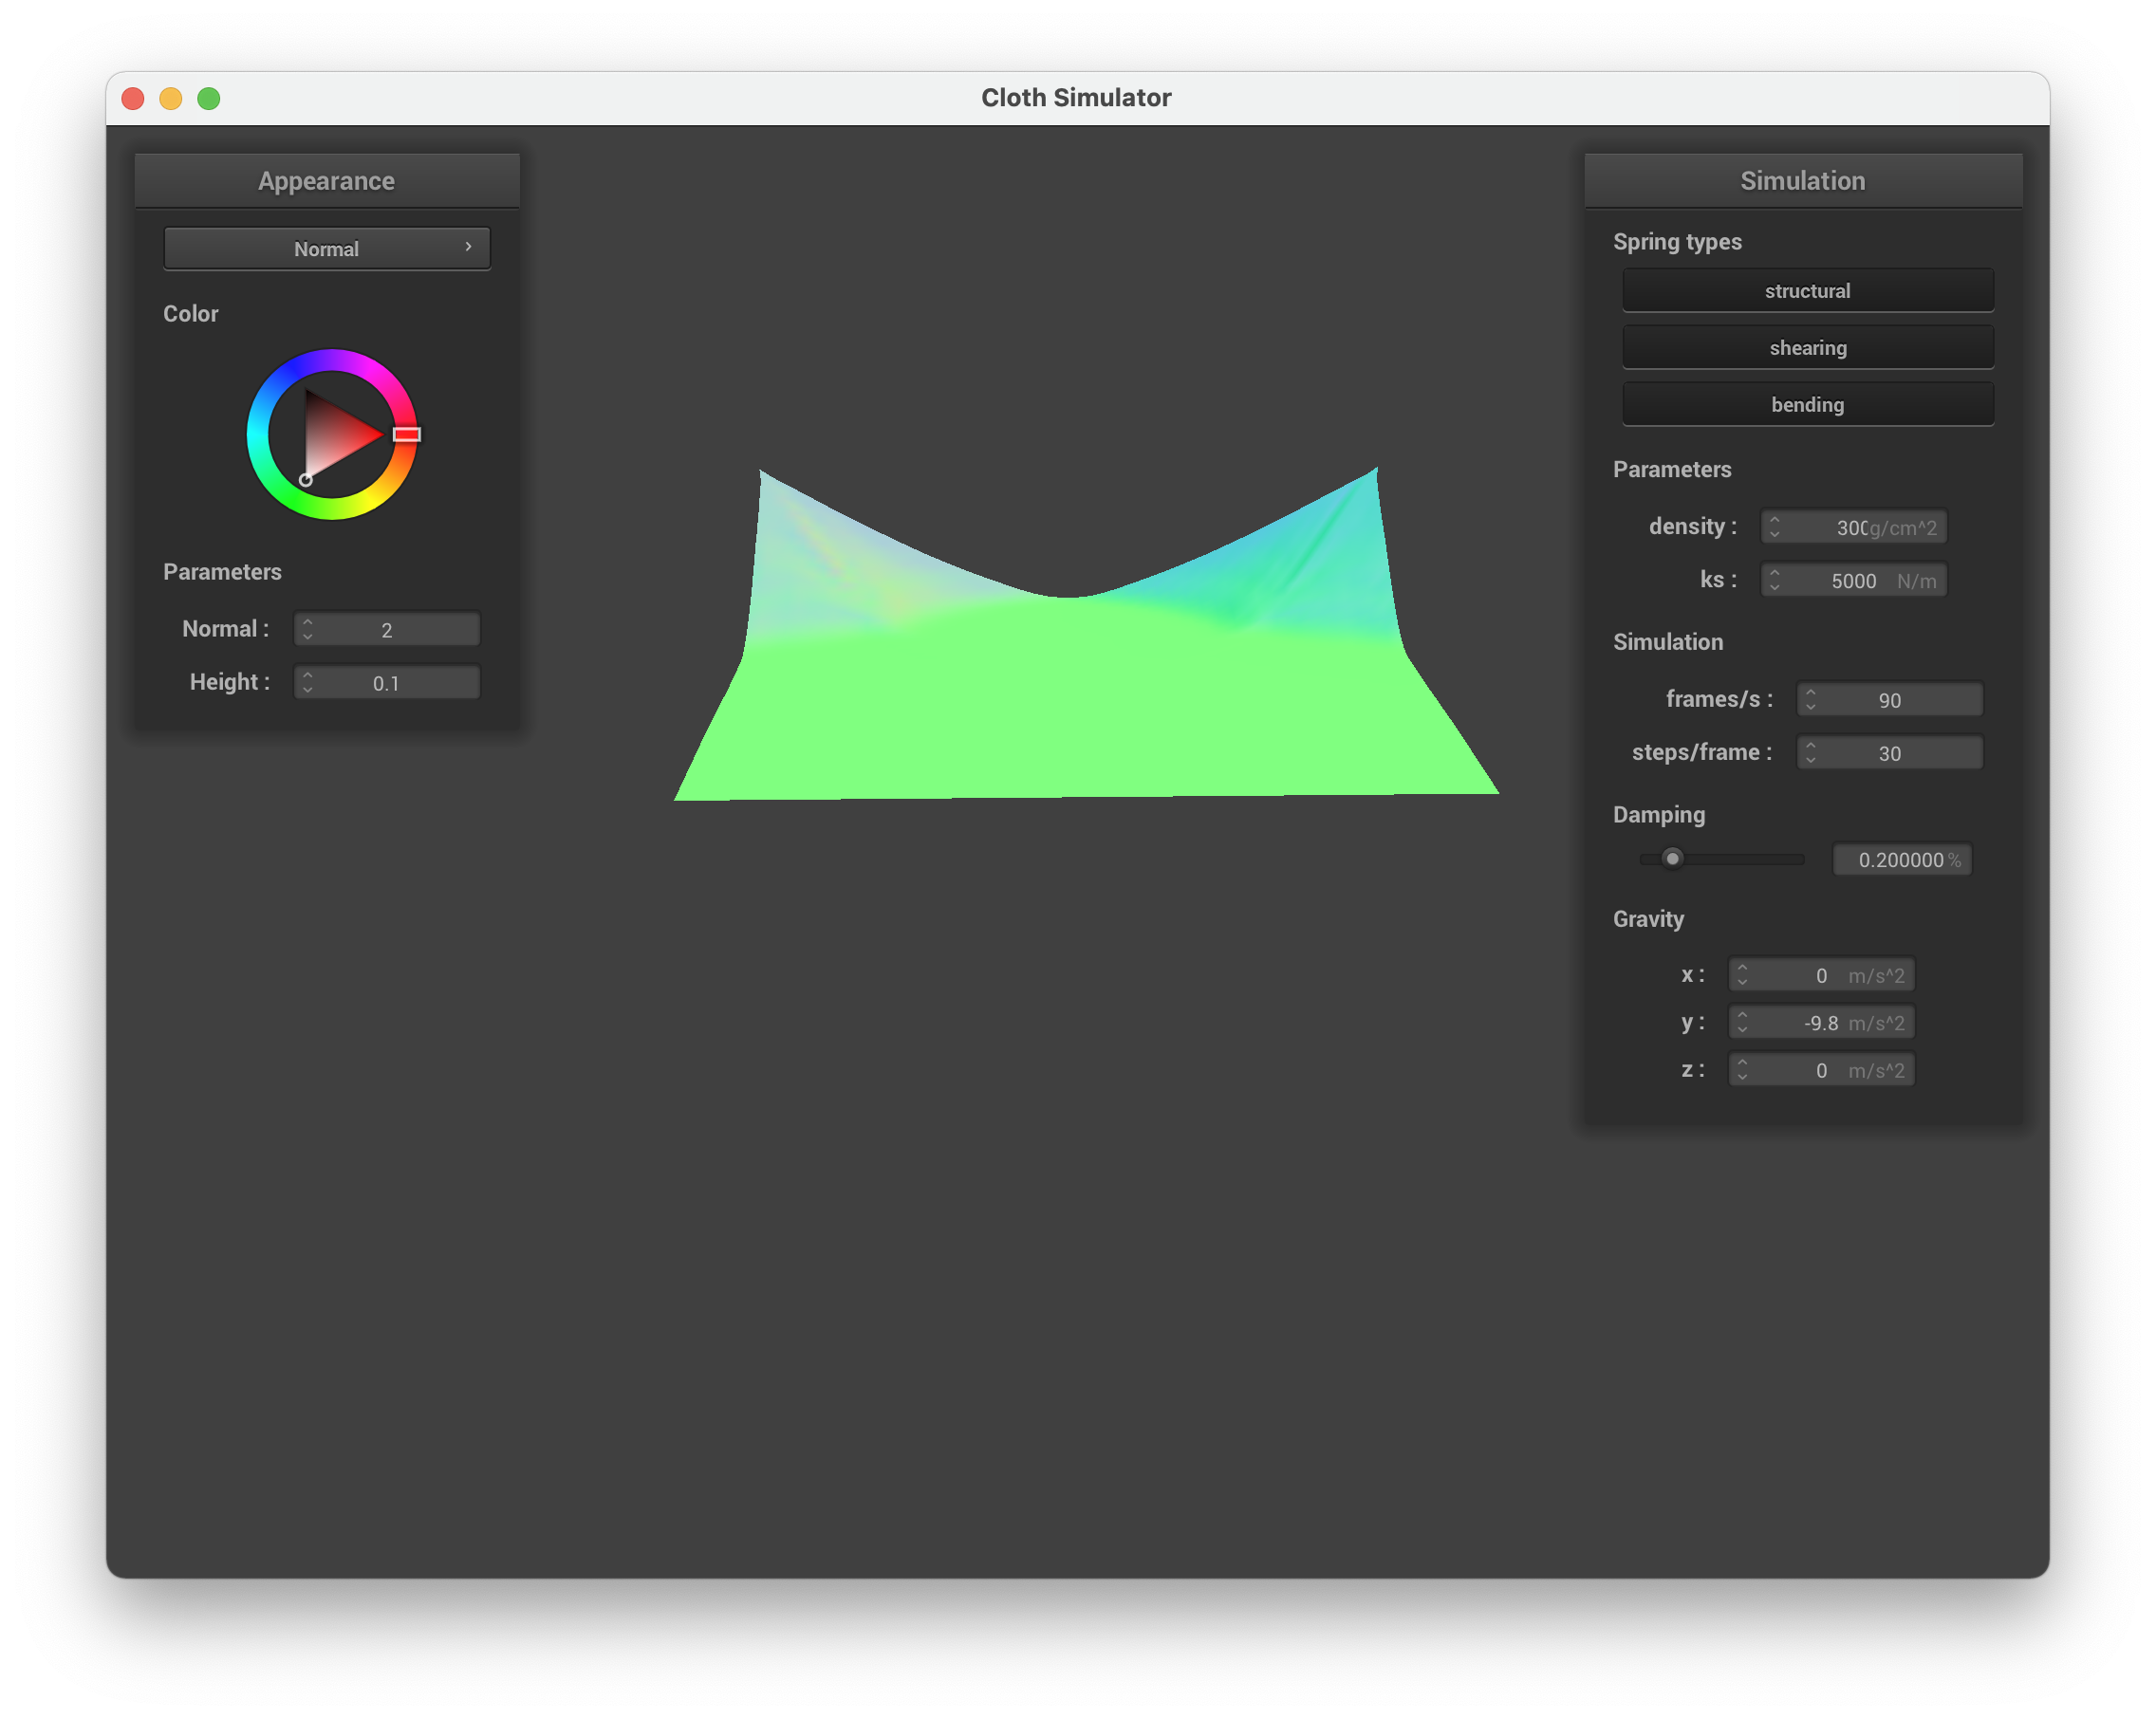 Cloth Simulator
Appearance
Normal
Color
Parameters
Normal : 2
Height : 0.1
Simulation
Spring types
structural
shearing
bending
Parameters
density : 300 g/cm^2
ks : 5000 N/m
Simulation
frames/s : 90
steps/frame : 30
Damping
0.200000 %
Gravity
x : 0 m/s^2
y : -9.8 m/s^2
z : 0 m/s^2